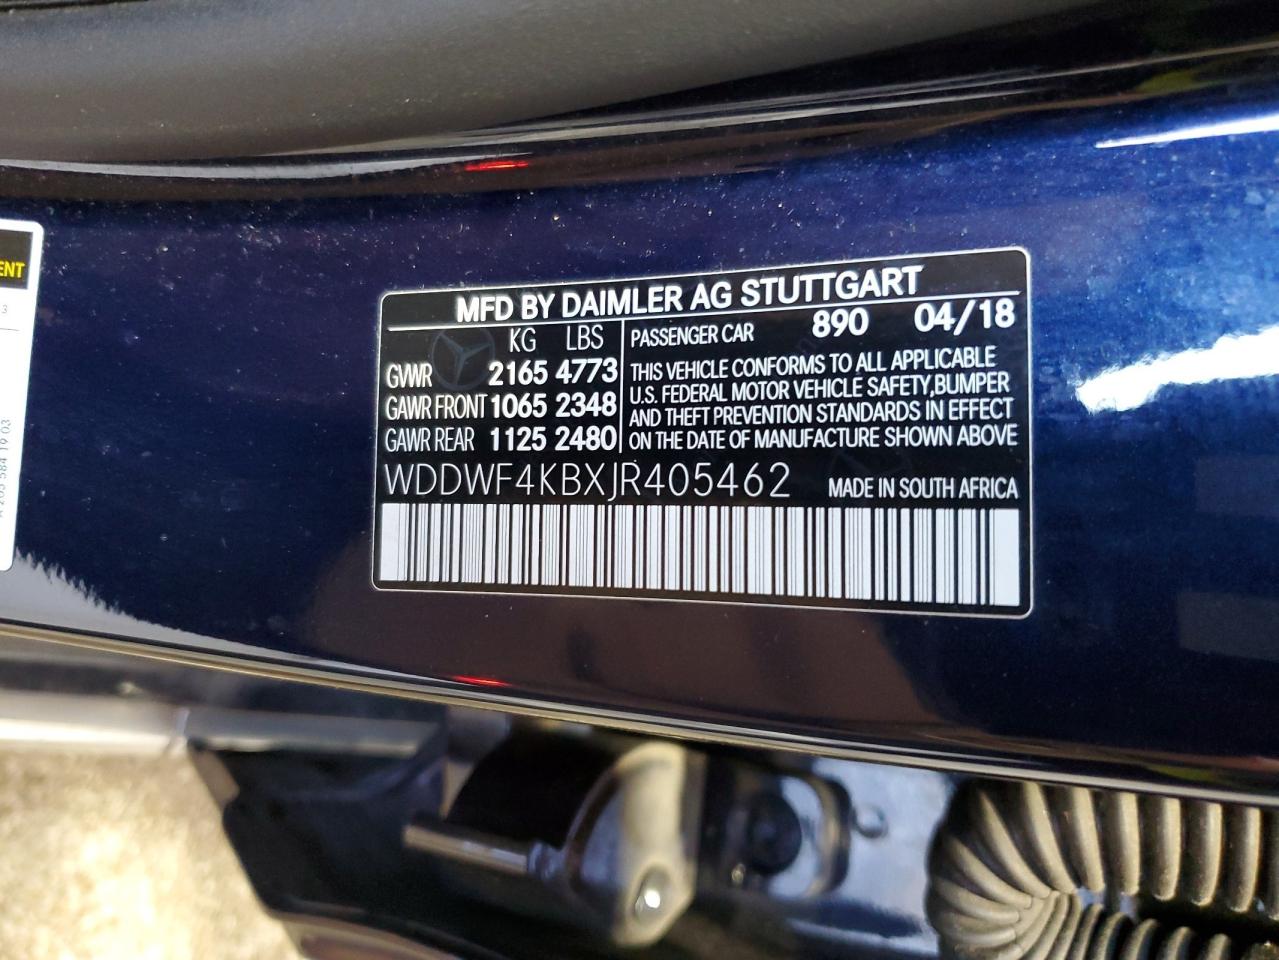 MFD BY DAIMLER AG STUTTGART
KG LBS PASSENGER CAR 890 04/18
GVWR 2165 4773
GAWR FRONT 1065 2348
GAWR REAR 1125 2480
THIS VEHICLE CONFORMS TO ALL APPLICABLE
U.S. FEDERAL MOTOR VEHICLE SAFETY,BUMPER
AND THEFT PREVENTION STANDARDS IN EFFECT
ON THE DATE OF MANUFACTURE SHOWN ABOVE
WDDWF4KBXJR405462 MADE IN SOUTH AFRICA
ENT
3